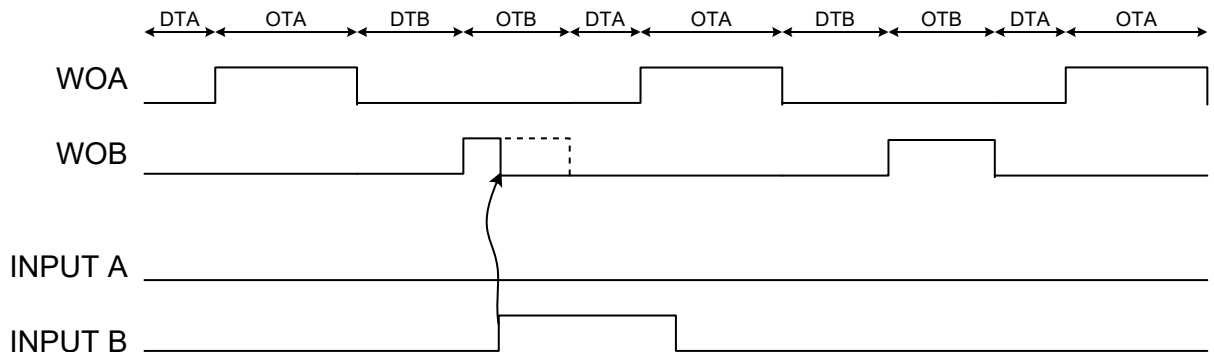 DTA OTA DTB OTB DTA OTA DTB OTB DTA OTA
WOA
WOB
INPUT A
INPUT B